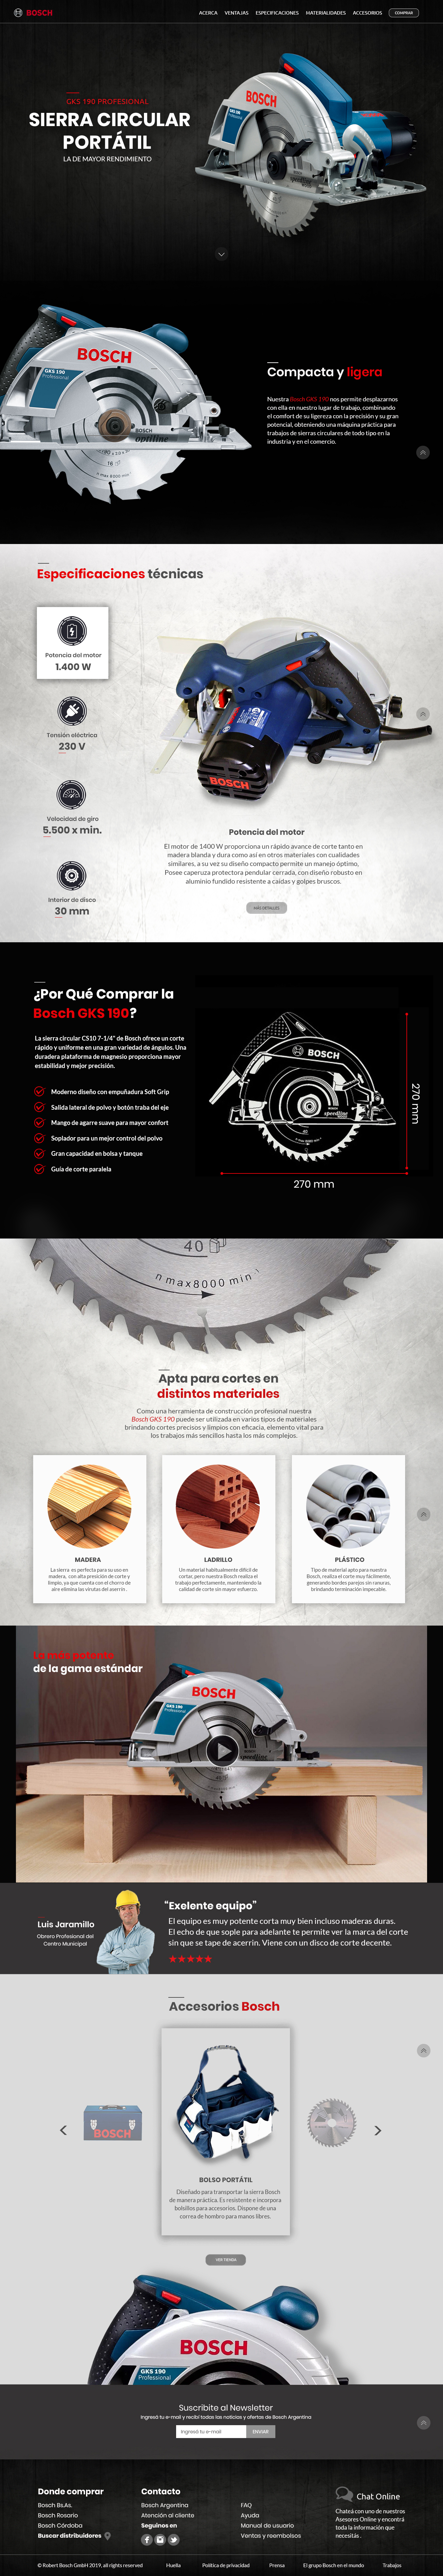 BOSCH
ACERCA VENTAJAS ESPECIFICACIONES MATERIALIDADES ACCESORIOS COMPRAR
GKS 190 PROFESIONAL
SIERRA CIRCULAR
PORTÁTIL
LA DE MAYOR RENDIMIENTO
BOSCH
BOSCH
GKS 190
Professional
BOSCH
optiline
Compacta y ligera
Nuestra Bosch GKS 190 nos permite desplazarnos
con ella en nuestro lugar de trabajo, combinando
el comfort de su ligereza con la precisión y su gran
potencial, obteniendo una máquina práctica para
trabajos de sierras circulares de todo tipo en la
industria y en el comercio.
Especificaciones técnicas
Potencia del motor
1.400 W
Tensión eléctrica
230 V
Velocidad de giro
5.500 x min.
Interior de disco
30 mm
BOSCH
Potencia del motor
El motor de 1400 W proporciona un rápido avance de corte tanto en
madera blanda y dura como así en otros materiales con cualidades
similares, a su vez su diseño compacto permite un manejo óptimo,
Posee caperuza protectora pendular cerrada, con diseño robusto en
aluminio fundido resistente a caídas y golpes bruscos.
MÁS DETALLES
¿Por Qué Comprar la
Bosch GKS 190?
La sierra circular CS10 7-1/4" de Bosch ofrece un corte
rápido y uniforme en una gran variedad de ángulos. Una
duradera plataforma de magnesio proporciona mayor
estabilidad y mejor precisión.
Moderno diseño con empuñadura Soft Grip
Salida lateral de polvo y botón traba del eje
Mango de agarre suave para mayor confort
Soplador para un mejor control del polvo
Gran capacidad en bolsa y tanque
Guía de corte paralela
BOSCH
speedline
270 mm
270 mm
40
n max8000 min
Apta para cortes en
distintos materiales
Como una herramienta de construcción profesional nuestra
Bosch GKS 190 puede ser utilizada en varios tipos de materiales
brindando cortes precisos y limpios con eficacia, elemento vital para
los trabajos más sencillos hasta los más complejos.
MADERA
La sierra es perfecta para su uso en
madera, con alta precisión de corte y
limpio, ya que cuenta con el chorro de
aire elimina las virutas del aserrín .
LADRILLO
Un material habitualmente difícil de
cortar, pero nuestra Bosch realiza el
trabajo perfectamente, manteniendo la
calidad de corte sin mayor esfuerzo.
PLÁSTICO
Tipo de material apto para nuestra
Bosch, realiza el corte muy fácilmente,
generando bordes parejos sin ranuras,
brindando terminación impecable.
La más potente
de la gama estándar
BOSCH
GKS 190
Professional
BOSCH
speedline
Luis Jaramillo
Obrero Profesional del
Centro Municipal
“Exelente equipo”
El equipo es muy potente corta muy bien incluso maderas duras.
El echo de que sople para adelante te permite ver la marca del corte
sin que se tape de acerrin. Viene con un disco de corte decente.
Accesorios Bosch
BOSCH
BOLSO PORTÁTIL
Diseñado para transportar la sierra Bosch
de manera práctica. Es resistente e incorpora
bolsillos para accesorios. Dispone de una
correa de hombro para manos libres.
VER TIENDA
BOSCH
GKS 190
Professional
Suscribite al Newsletter
Ingresá tu e-mail y recibí todas las noticias y ofertas de Bosch Argentina
Ingresá tu e-mail
ENVIAR
Donde comprar
Bosch Bs.As.
Bosch Rosario
Bosch Córdoba
Buscar distribuidores
Contacto
Bosch Argentina
Atención al cliente
Seguinos en
FAQ
Ayuda
Manual de usuario
Ventas y reembolsos
Chat Online
Chateá con uno de nuestros
Asesores Online y encontrá
toda la información que
necesitás .
© Robert Bosch GmbH 2019, all rights reserved Huella Política de privacidad Prensa El grupo Bosch en el mundo Trabajos